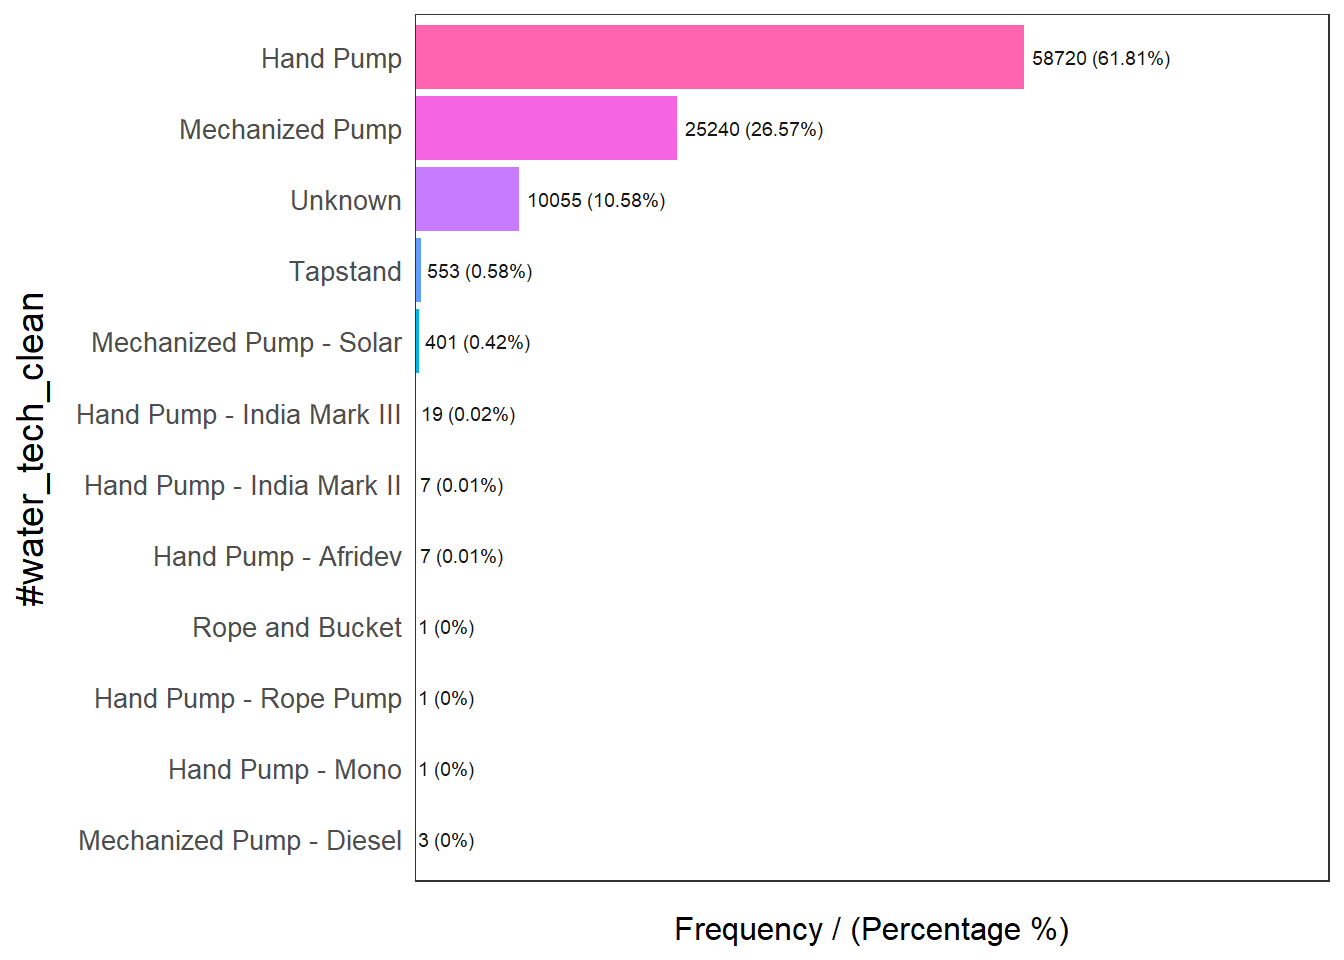 Hand Pump 58720 (61.81%)
Mechanized Pump 25240 (26.57%)
Unknown 10055 (10.58%)
Tapstand 553 (0.58%)
Mechanized Pump - Solar 401 (0.42%)
Hand Pump - India Mark III 19 (0.02%)
Hand Pump - India Mark II 7 (0.01%)
Hand Pump - Afridev 7 (0.01%)
Rope and Bucket 1 (0%)
Hand Pump - Rope Pump 1 (0%)
Hand Pump - Mono 1 (0%)
Mechanized Pump - Diesel 3 (0%)
#water_tech_clean
Frequency / (Percentage %)